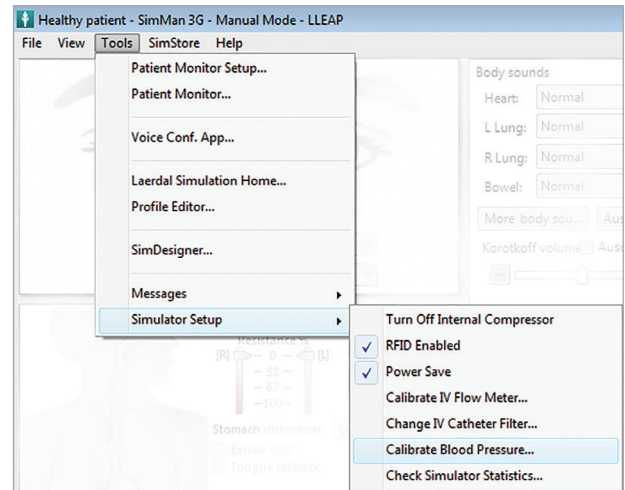 Healthy patient - SimMan 3G - Manual Mode - LLEAP
File View Tools SimStore Help
Patient Monitor Setup...
Patient Monitor...
Voice Conf. App...
Laerdal Simulation Home...
Profile Editor...
SimDesigner...
Messages
Simulator Setup
Body sounds
Heart: Normal
L Lung: Normal
R Lung: Normal
Bowel: Normal
More body sou...
Korotkoff volume
Turn Off Internal Compressor
RFID Enabled
Power Save
Calibrate IV Flow Meter...
Change IV Catheter Filter...
Calibrate Blood Pressure...
Check Simulator Statistics...
[R] 0 [L]
33
67
100
Stomach distention
Exhale CO2
Tongue fallback